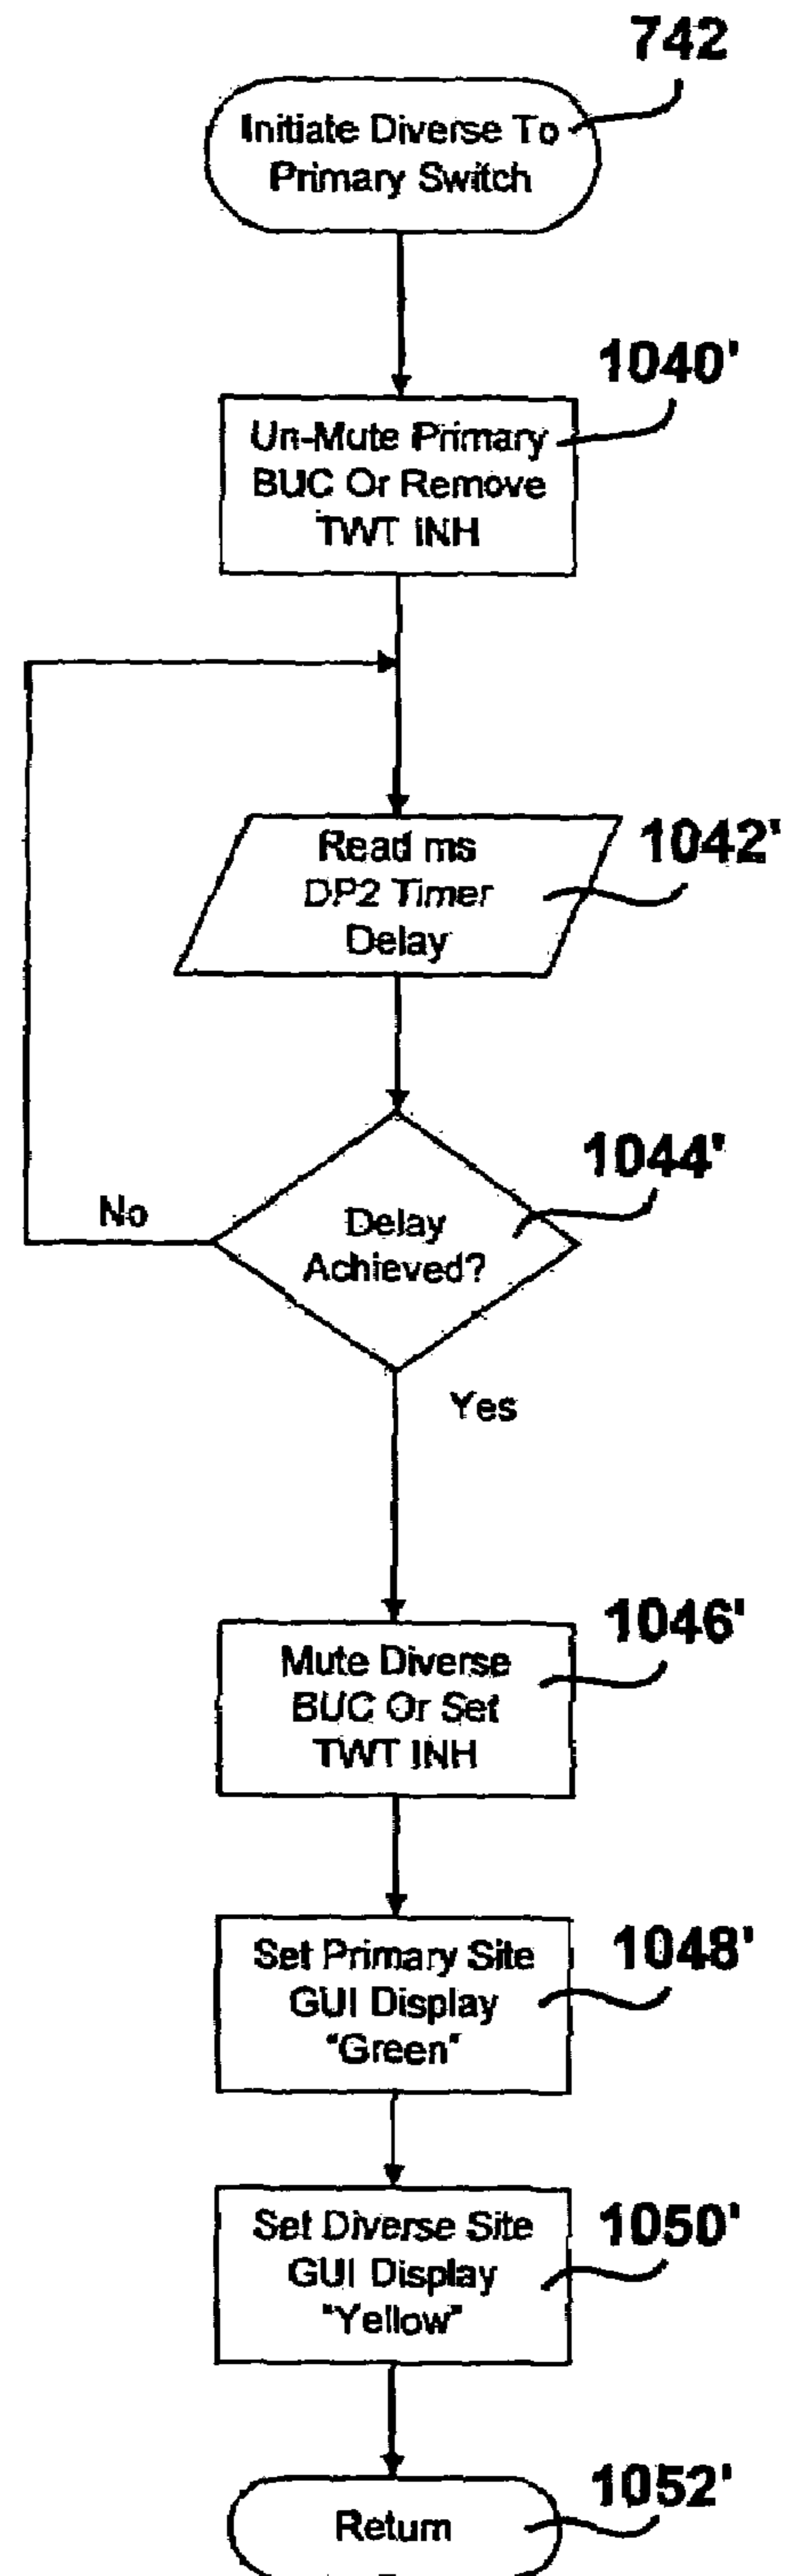 742
Initiate Diverse To
Primary Switch
1040'
Un-Mute Primary
BUC Or Remove
TWT INH
1042'
Read ms
DP2 Timer
Delay
1044'
No
Delay
Achieved?
Yes
1046'
Mute Diverse
BUC Or Set
TWT INH
1048'
Set Primary Site
GUI Display
"Green"
1050'
Set Diverse Site
GUI Display
"Yellow"
1052'
Return